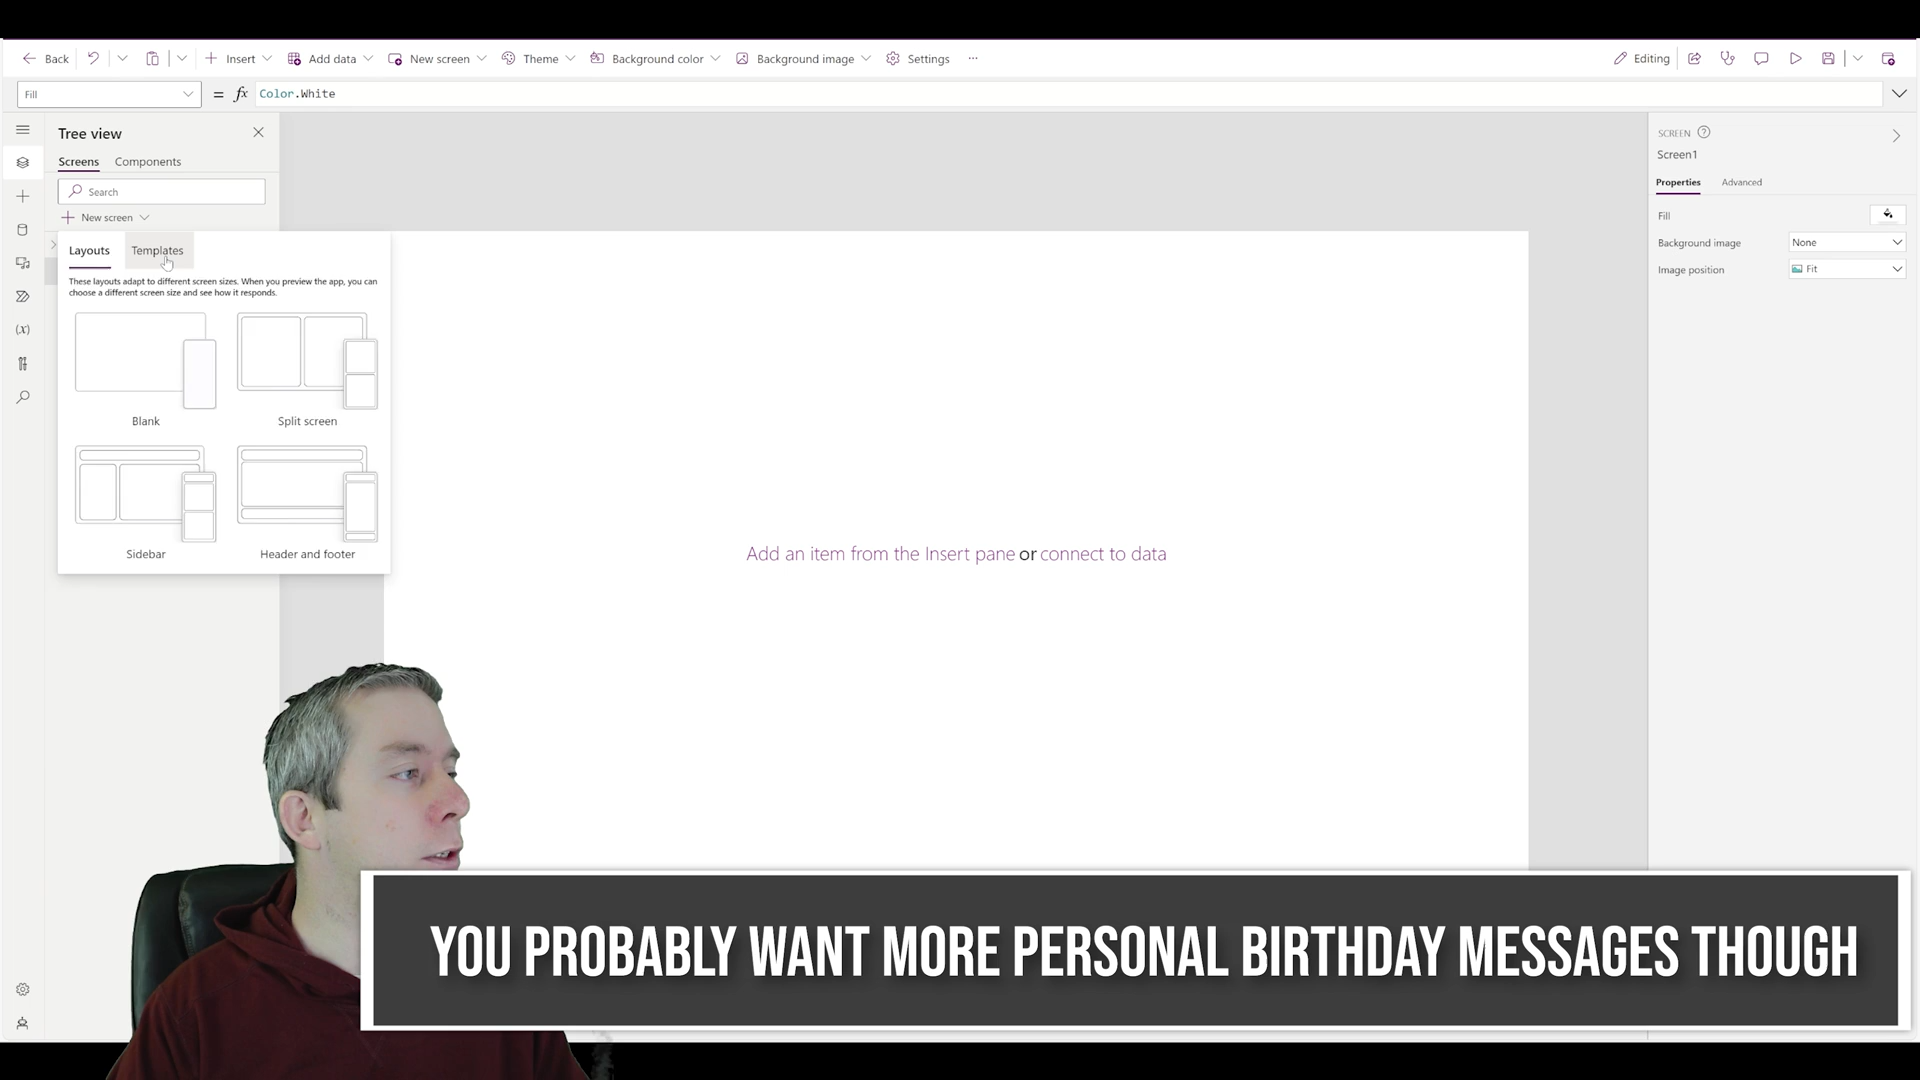 Back
Insert
Add data
New screen
Theme
Background color
Background image
Settings
Editing
Fill
=
fx
Color.White
Tree view
Screens
Components
Search
New screen
Layouts
Templates
These layouts adapt to different screen sizes. When you preview the app, you can
choose a different screen size and see how it responds.
Blank
Split screen
Sidebar
Header and footer
Add an item from the Insert pane or connect to data
SCREEN
Screen1
Properties
Advanced
Fill
Background image
None
Image position
Fit
YOU PROBABLY WANT MORE PERSONAL BIRTHDAY MESSAGES THOUGH